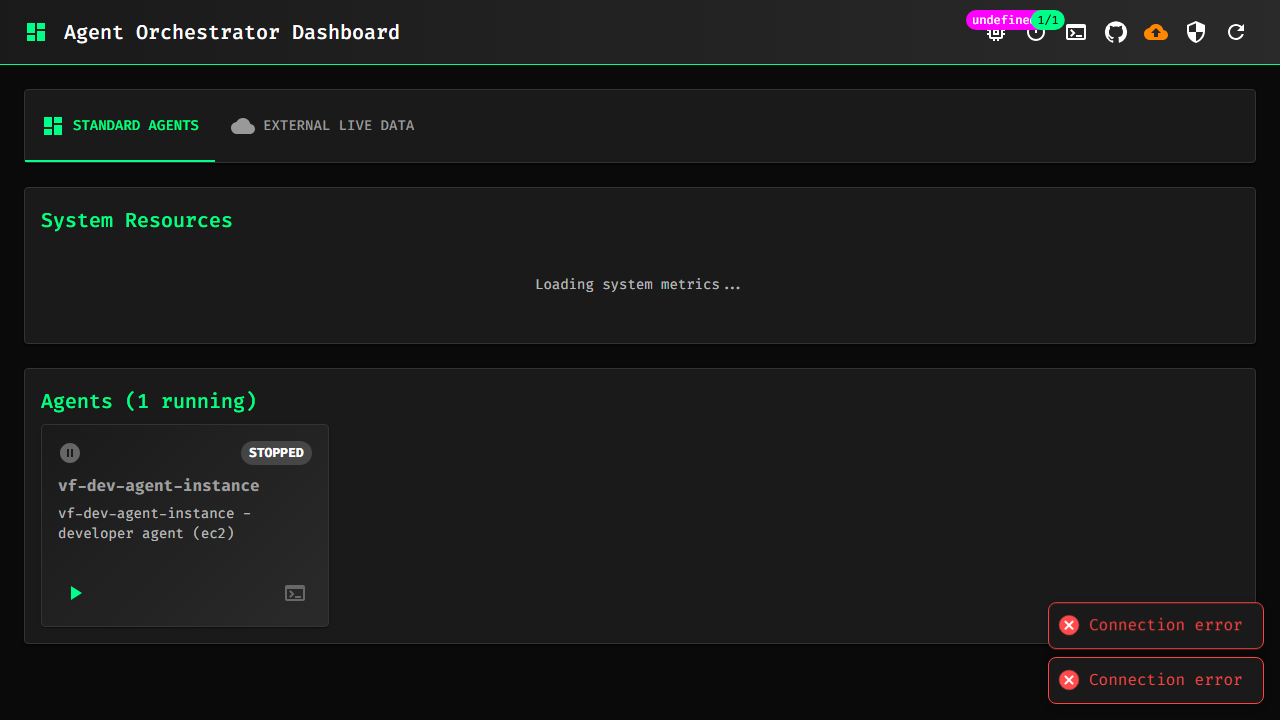 Agent Orchestrator Dashboard
undefined
1/1
STANDARD AGENTS
EXTERNAL LIVE DATA
System Resources
Loading system metrics...
Agents (1 running)
STOPPED
vf-dev-agent-instance
vf-dev-agent-instance -
developer agent (ec2)
Connection error
Connection error